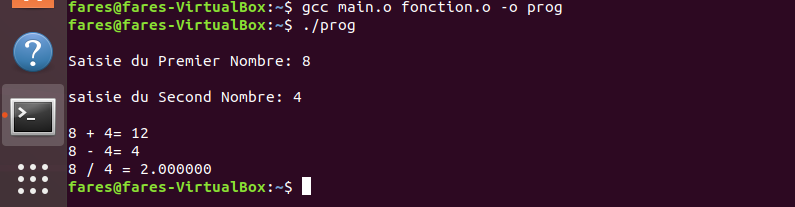 fares@fares-VirtualBox:~$ gcc main.o fonction.o -o prog
fares@fares-VirtualBox:~$ ./prog
Saisie du Premier Nombre: 8
saisie du Second Nombre: 4
8 + 4= 12
8 - 4= 4
8 / 4 = 2.000000
fares@fares-VirtualBox:~$